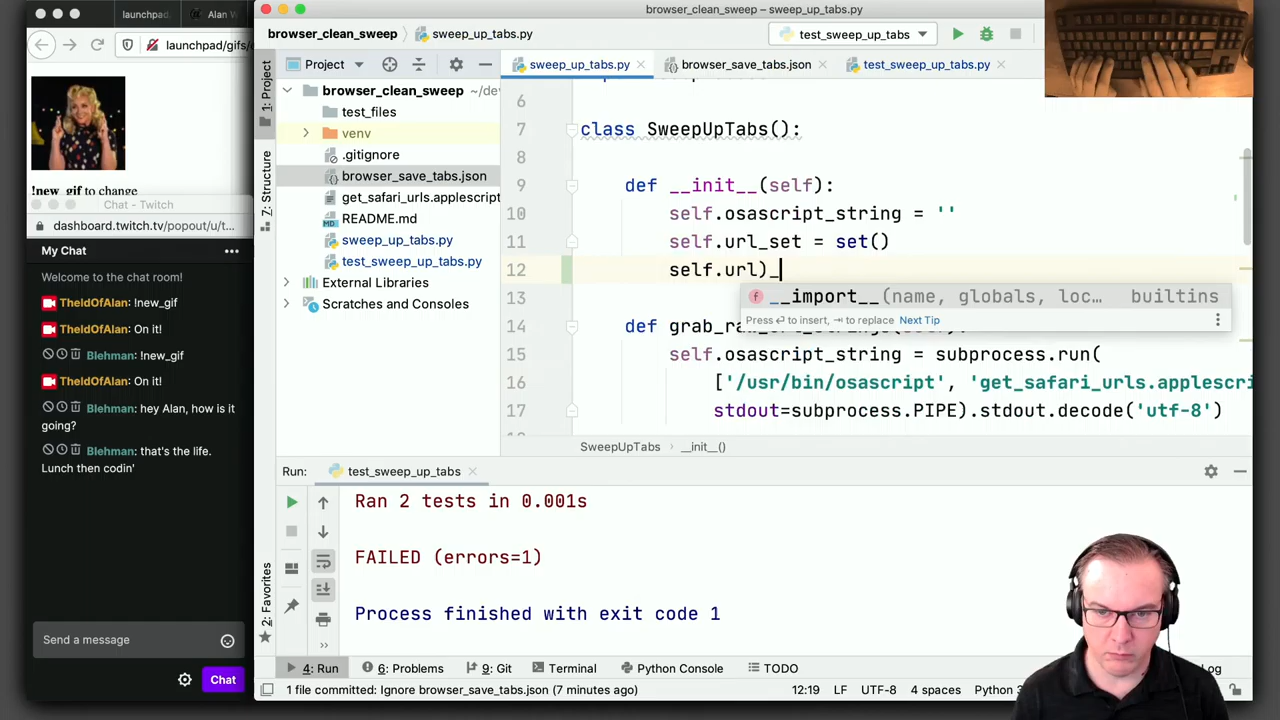 launchpad
Alan W
launchpad/gifs/
!new_gif to change
Chat - Twitch
dashboard.twitch.tv/popout/u/t...
My Chat
Welcome to the chat room!
TheIdOfAlan: !new_gif
TheIdOfAlan: On it!
Blehman: !new_gif
TheIdOfAlan: On it!
Blehman: hey Alan, how is it
going?
Blehman: that's the life.
Lunch then codin'
Send a message
Chat
browser_clean_sweep – sweep_up_tabs.py
browser_clean_sweep
sweep_up_tabs.py
test_sweep_up_tabs
1: Project
7: Structure
2: Favorites
Project
browser_clean_sweep ~/de
test_files
venv
.gitignore
browser_save_tabs.json
get_safari_urls.applescript
README.md
sweep_up_tabs.py
test_sweep_up_tabs.py
External Libraries
Scratches and Consoles
sweep_up_tabs.py
browser_save_tabs.json
test_sweep_up_tabs.py
6
7 class SweepUpTabs():
8
9 def __init__(self):
10 self.osascript_string = ''
11 self.url_set = set()
12 self.url)_
__import__(name, globals, loc... builtins
13
Press ↩ to insert, ⇥ to replace Next Tip
14 def grab_ra
15 self.osascript_string = subprocess.run(
16 ['/usr/bin/osascript', 'get_safari_urls.applescri
17 stdout=subprocess.PIPE).stdout.decode('utf-8')
SweepUpTabs › __init__()
Run: test_sweep_up_tabs
Ran 2 tests in 0.001s
FAILED (errors=1)
Process finished with exit code 1
4: Run
6: Problems
9: Git
Terminal
Python Console
TODO
1 file committed: Ignore browser_save_tabs.json (7 minutes ago)
12:19 LF UTF-8 4 spaces Python